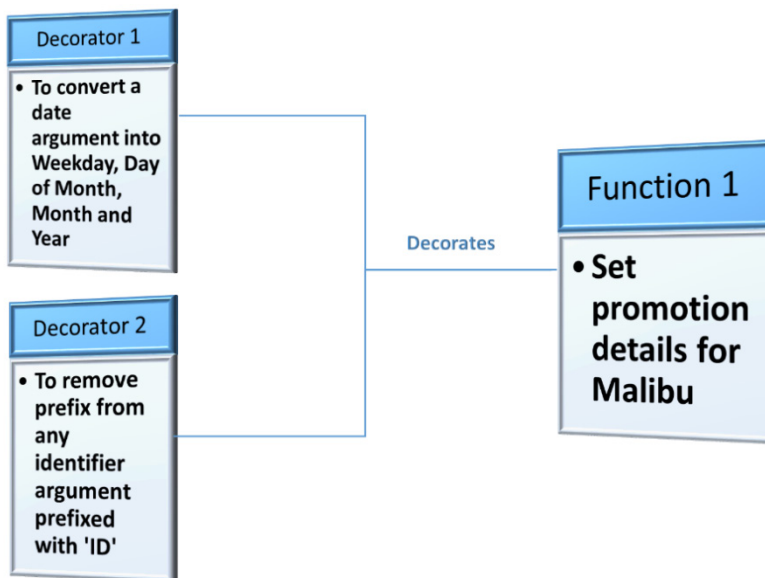 Decorator 1
• To convert a
date
argument into
Weekday, Day
of Month,
Month and
Year
Decorator 2
• To remove
prefix from
any
identifier
argument
prefixed
with 'ID'
Decorates
Function 1
• Set
promotion
details for
Malibu